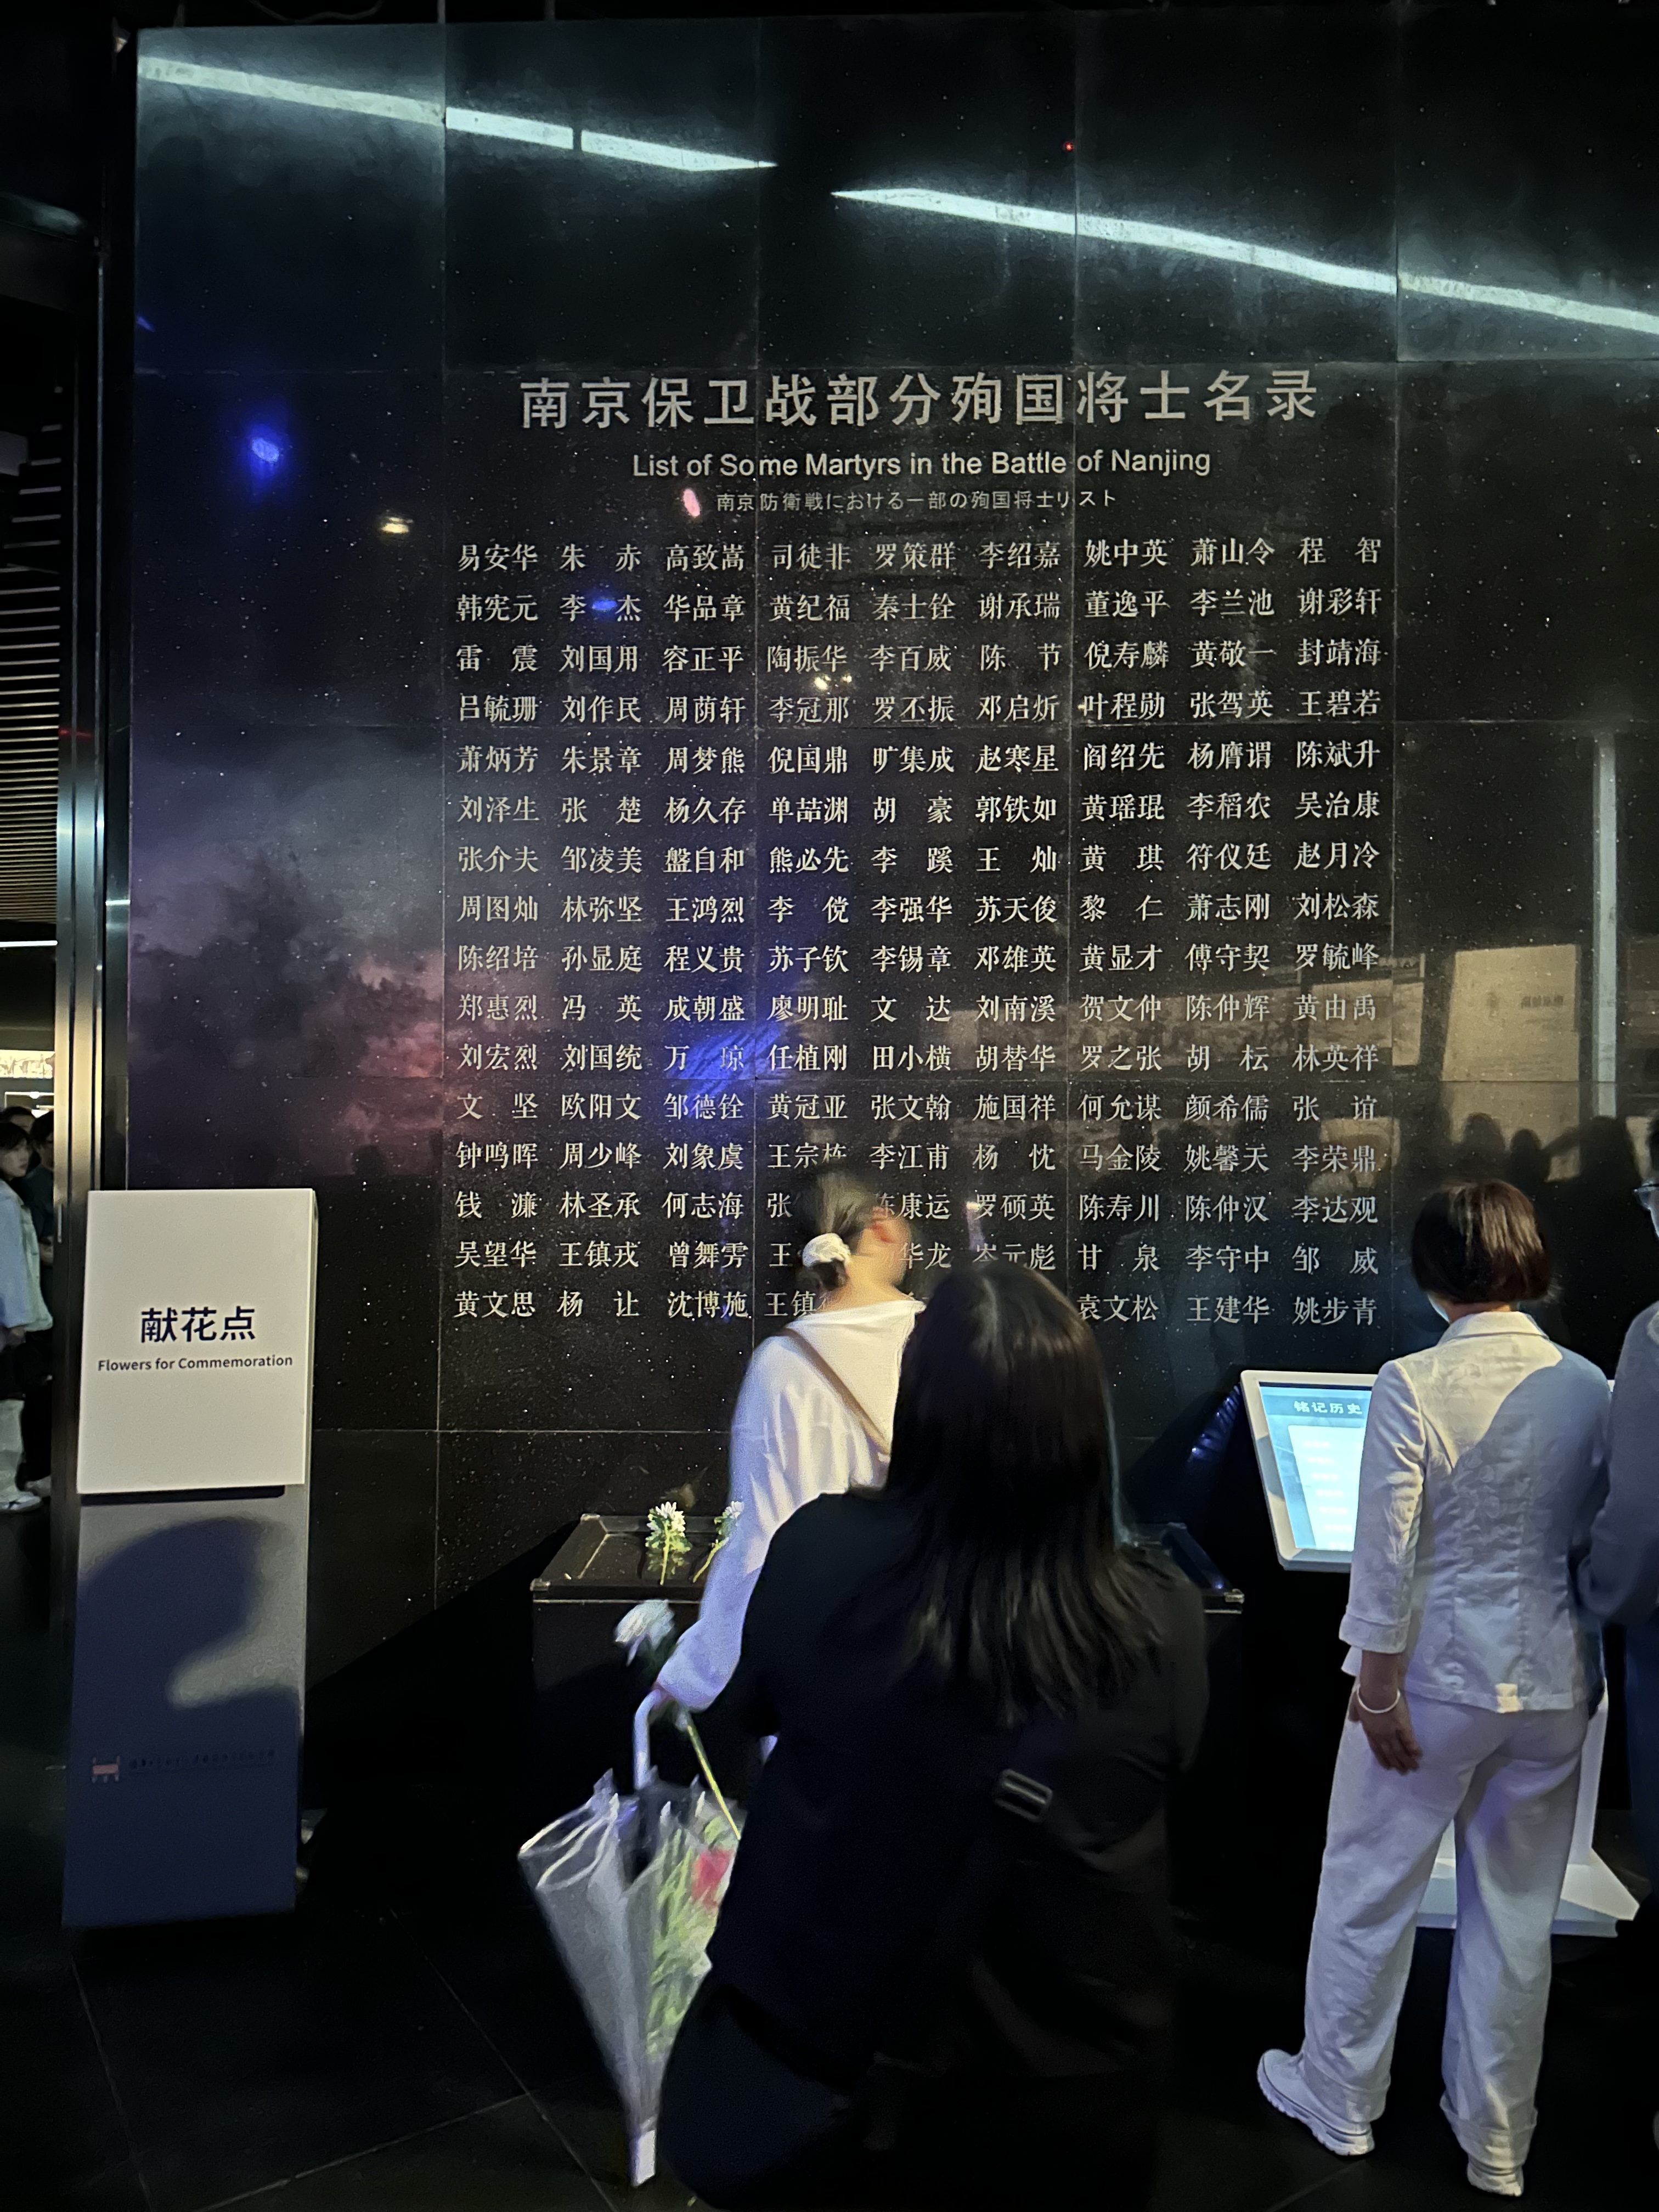 南京保卫战部分殉国将士名录
List of Some Martyrs in the Battle of Nanjing
南京防衛戦における一部の殉国将士リスト
易安华 朱赤 高致嵩 司徒非 罗策群 李绍嘉 姚中英 萧山令 程智
韩宪元 李杰 华品章 黄纪福 秦士铨 谢承瑞 董逸平 李兰池 谢彩轩
雷震 刘国用 容正平 陶振华 李百威 陈节 倪寿麟 黄敬一 封靖海
吕毓珊 刘作民 周荫轩 李冠那 罗丕振 邓启炘 叶程勋 张驾英 王碧若
萧炳芳 朱景章 周梦熊 倪国鼎 旷集成 赵寒星 阎绍先 杨膺谓 陈斌升
刘泽生 张楚 杨久存 单喆渊 胡豪 郭铁如 黄瑶琨 李稻农 吴治康
张介夫 邹凌美 盤自和 熊必先 李蹊 王灿 黄琪 符仪廷 赵月冷
周图灿 林弥坚 王鸿烈 李傥 李强华 苏天俊 黎仁 萧志刚 刘松森
陈绍培 孙显庭 程义贵 苏子钦 李锡章 邓雄英 黄显才 傅守契 罗毓峰
郑惠烈 冯英 成朝盛 廖明耻 文达 刘南溪 贺文仲 陈仲辉 黄由禹
刘宏烈 刘国统 万琼 任植刚 田小横 胡替华 罗之张 胡枟 林英祥
文坚 欧阳文 邹德铨 黄冠亚 张文翰 施国祥 何允谋 颜希儒 张谊
钟鸣晖 周少峰 刘象虞 王宗栋 李江甫 杨忱 马金陵 姚馨天 李荣鼎
钱濂 林圣承 何志海 张 康运 罗硕英 陈寿川 陈仲汉 李达观
吴望华 王镇戎 曾舞雩 王 华龙 岑元彪 甘泉 李守中 邹威
黄文思 杨让 沈博施 王镇 袁文松 王建华 姚步青
献花点
Flowers for Commemoration
铭记历史